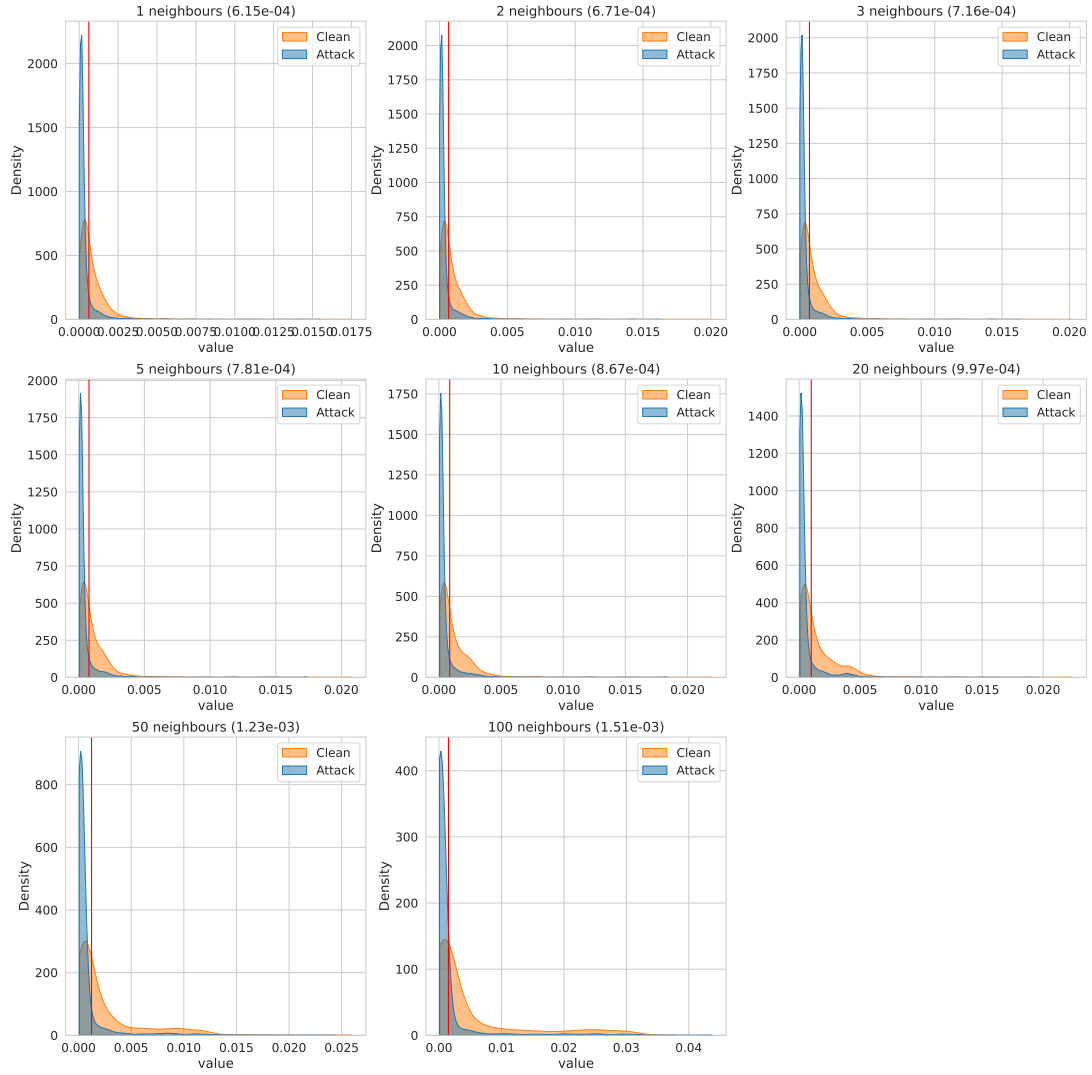 1 neighbours (6.15e-04)
Clean
Attack
2000
1500
1000
500
0
Density
0.0000
0.0025
0.0050
0.0075
0.0100
0.0125
0.0150
0.0175
value
2 neighbours (6.71e-04)
Clean
Attack
2000
1750
1500
1250
1000
750
500
250
0
Density
0.000 0.005 0.010 0.015 0.020
value
3 neighbours (7.16e-04)
Clean
Attack
2000
1750
1500
1250
1000
750
500
250
0
Density
0.000 0.005 0.010 0.015 0.020
value
5 neighbours (7.81e-04)
Clean
Attack
2000
1750
1500
1250
1000
750
500
250
0
Density
0.000 0.005 0.010 0.015 0.020
value
10 neighbours (8.67e-04)
Clean
Attack
1750
1500
1250
1000
750
500
250
0
Density
0.000 0.005 0.010 0.015 0.020
value
20 neighbours (9.97e-04)
Clean
Attack
1400
1200
1000
800
600
400
200
0
Density
0.000 0.005 0.010 0.015 0.020
value
50 neighbours (1.23e-03)
Clean
Attack
800
600
400
200
0
Density
0.000 0.005 0.010 0.015 0.020 0.025
value
100 neighbours (1.51e-03)
Clean
Attack
400
300
200
100
0
Density
0.00 0.01 0.02 0.03 0.04
value